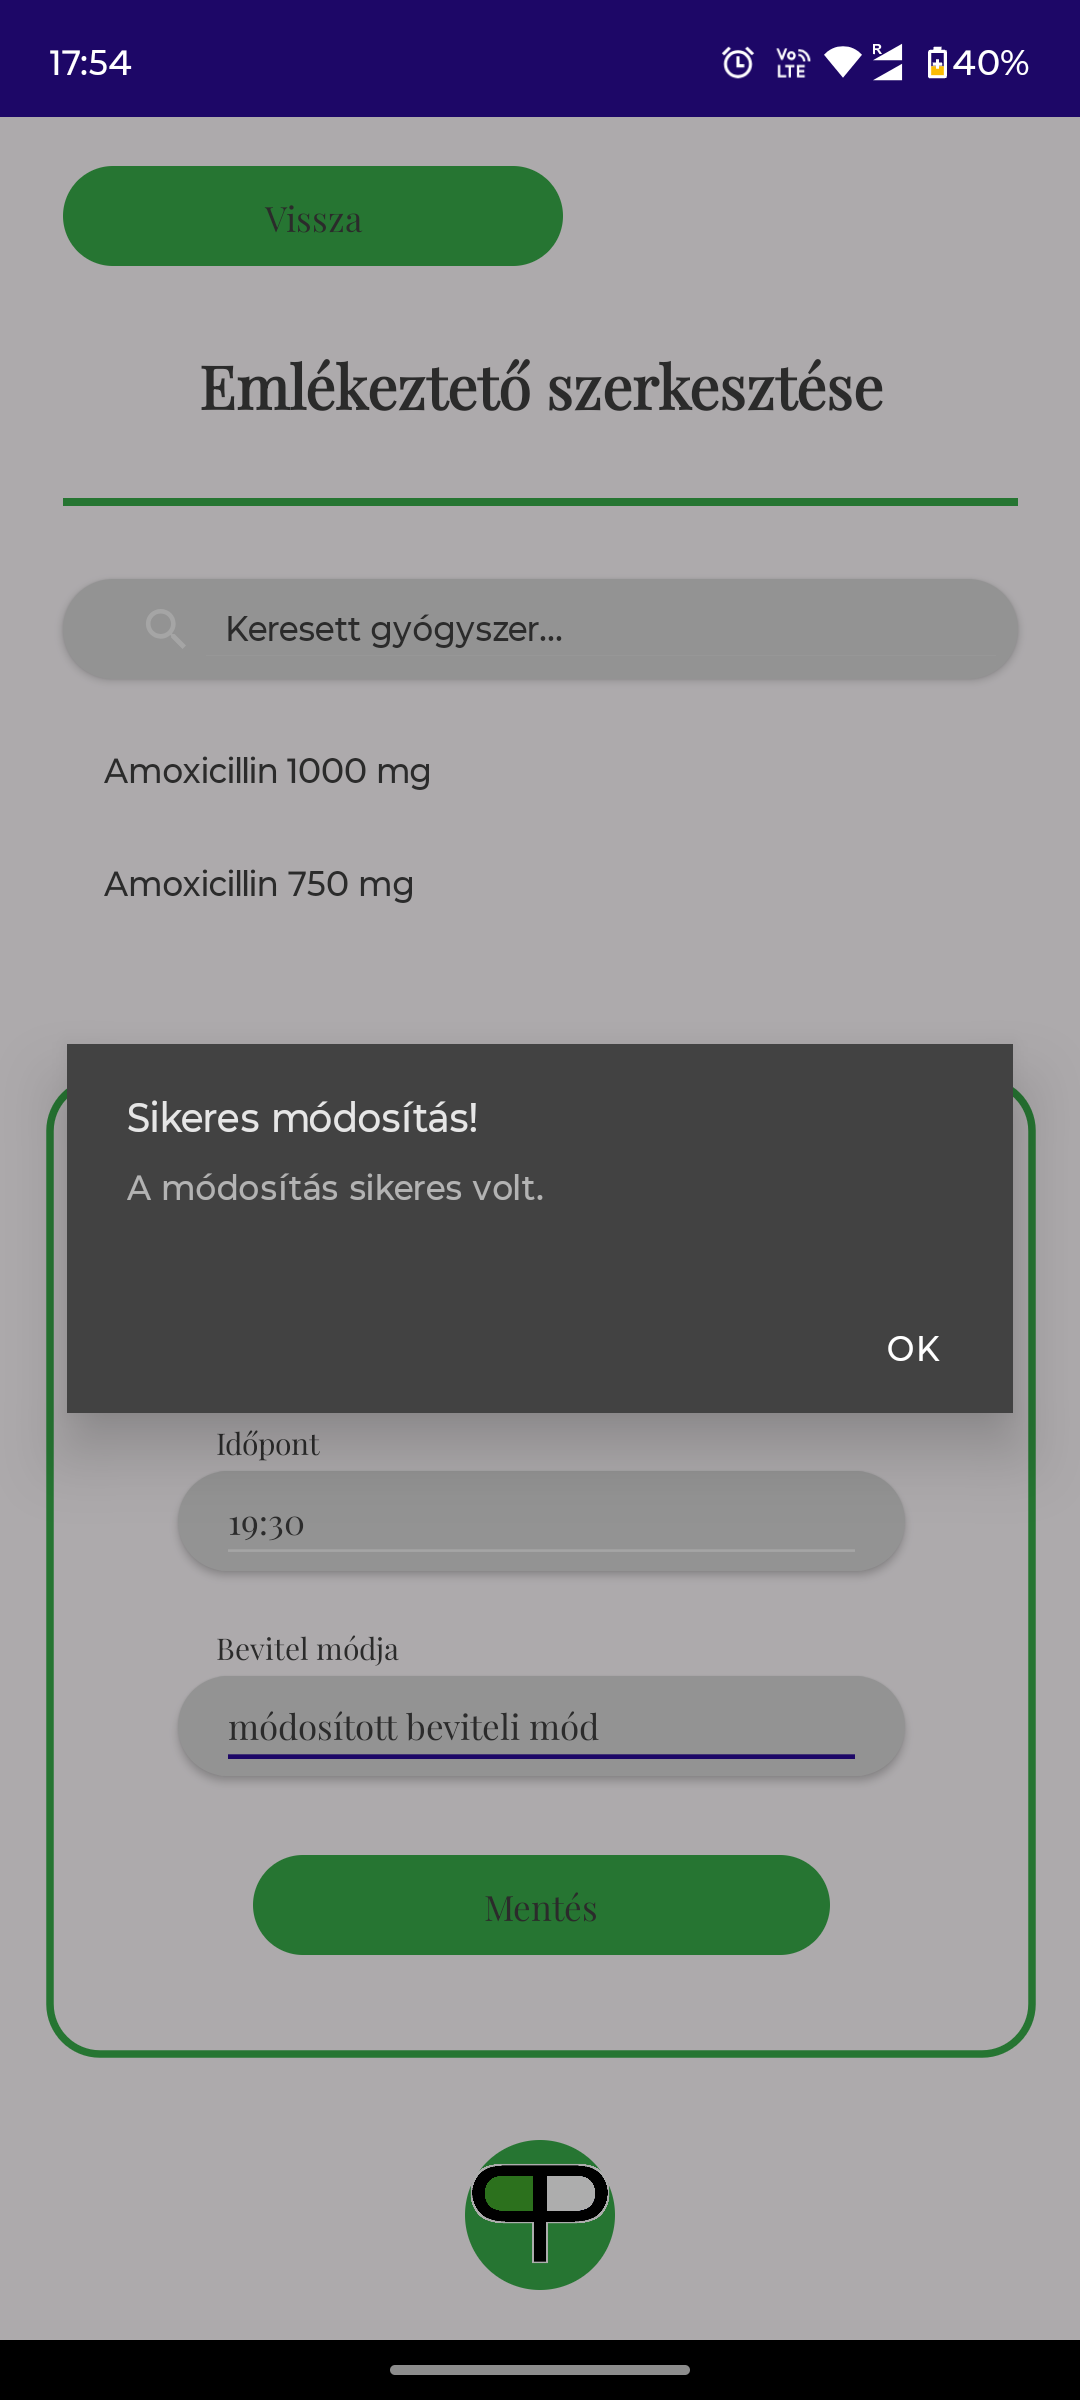 17:54
Vo LTE R 40%
Vissza
Emlékeztető szerkesztése
Keresett gyógyszer...
Amoxicillin 1000 mg
Amoxicillin 750 mg
Sikeres módosítás!
A módosítás sikeres volt.
OK
Időpont
19:30
Bevitel módja
módosított beviteli mód
Mentés